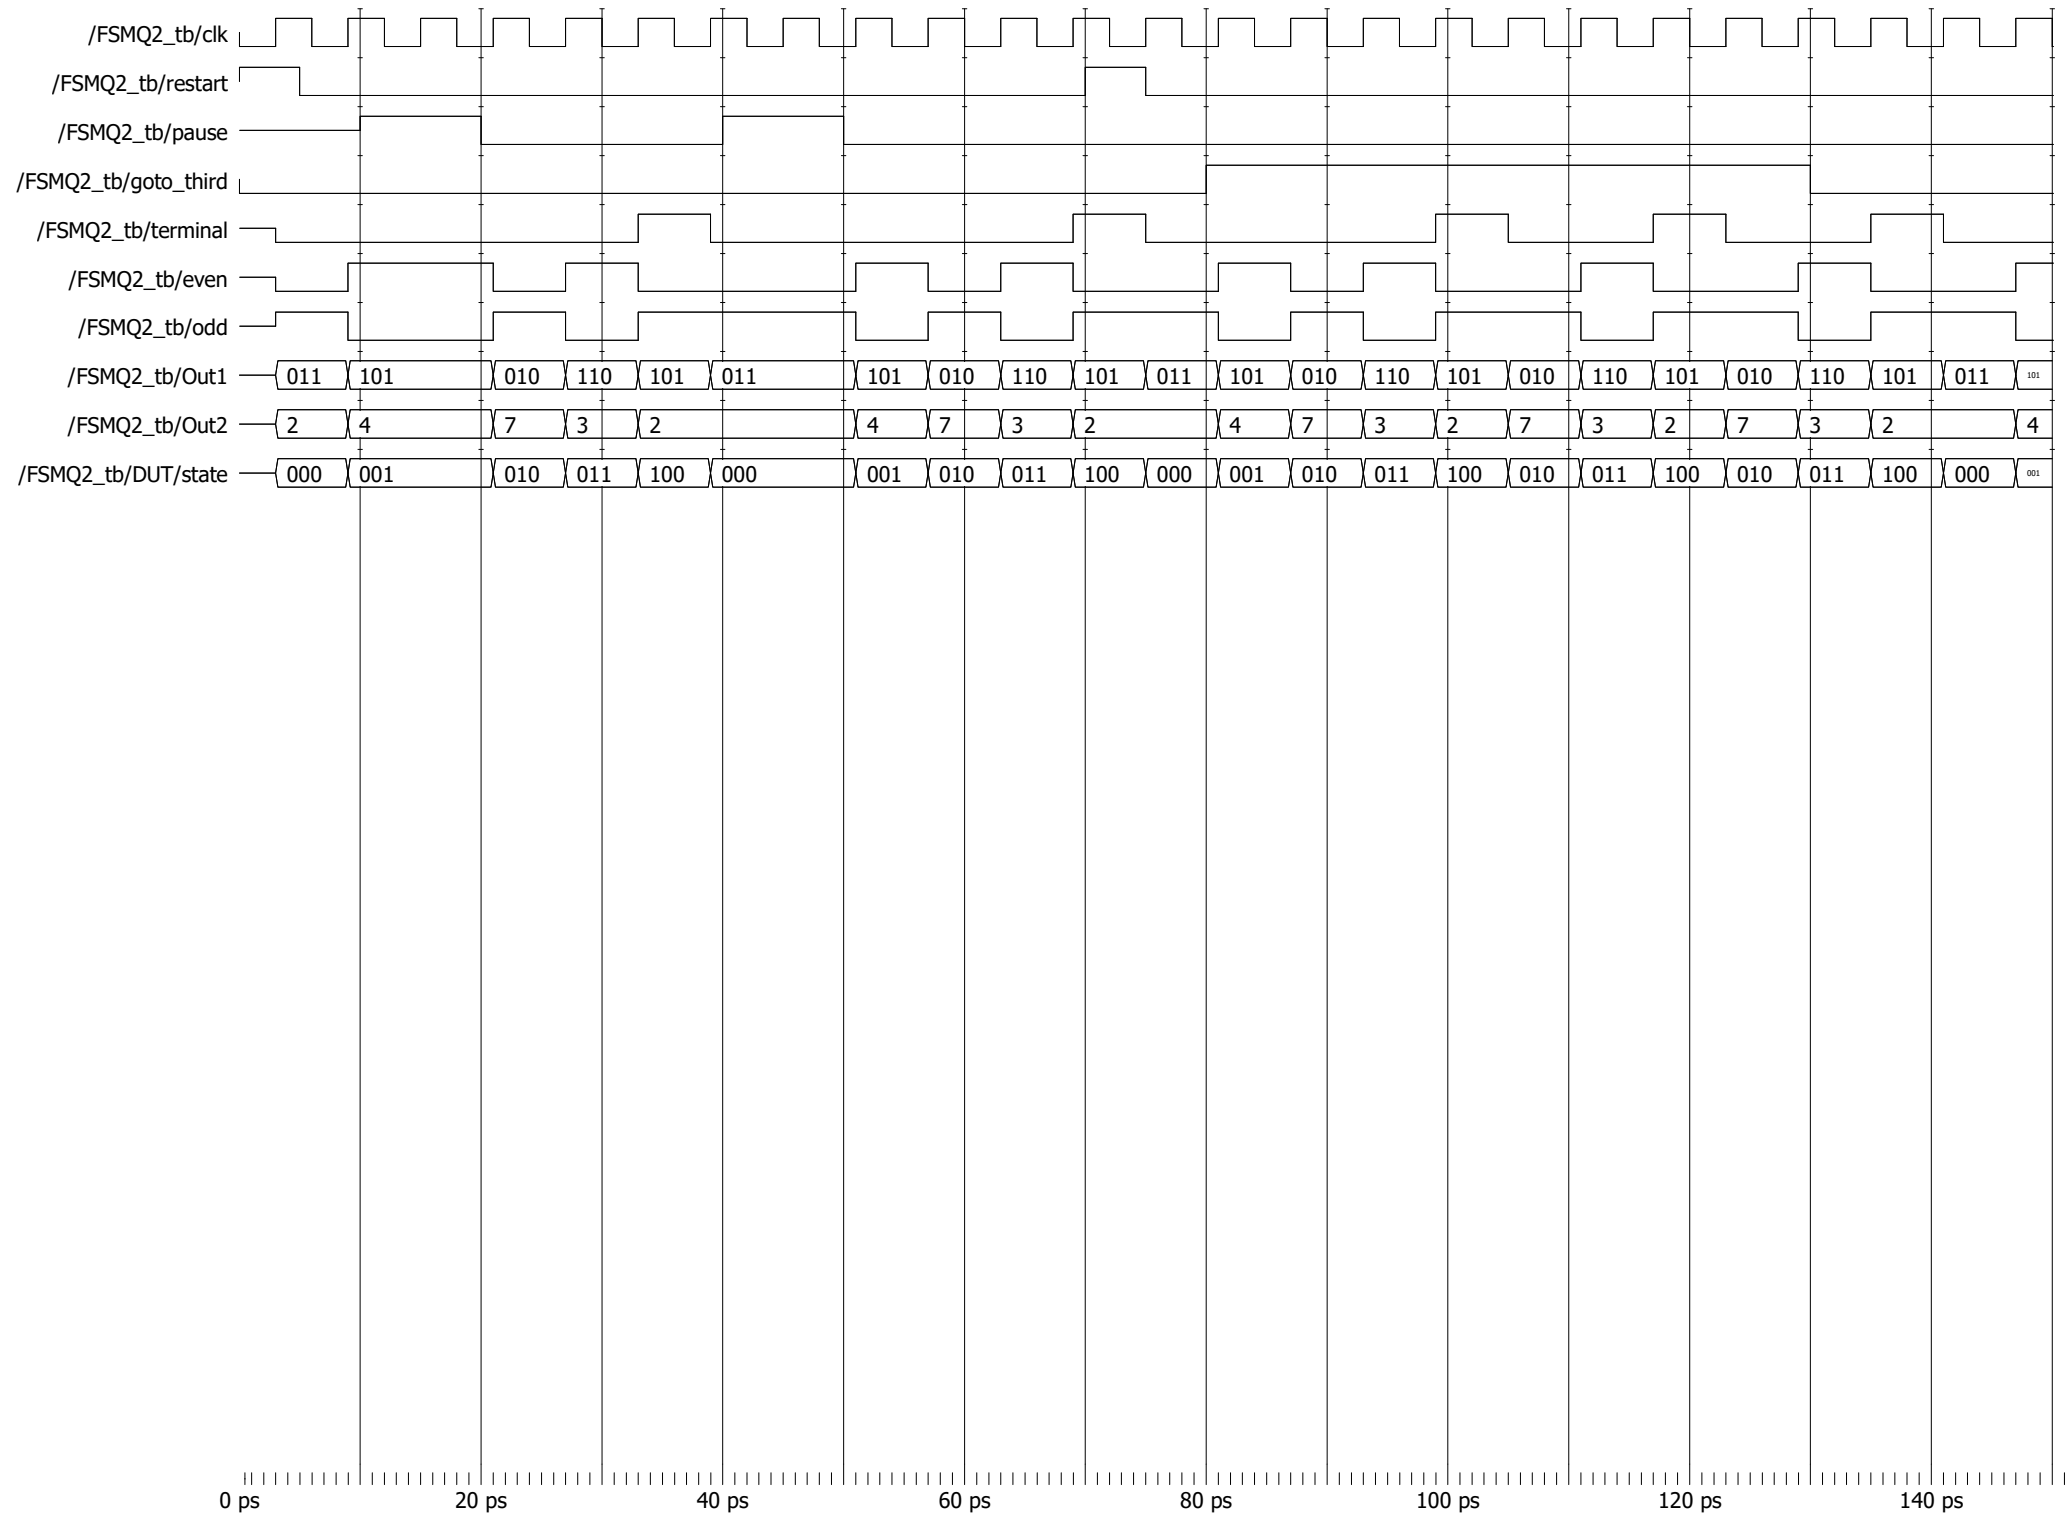 /FSMQ2_tb/clk
/FSMQ2_tb/restart
/FSMQ2_tb/pause
/FSMQ2_tb/goto_third
/FSMQ2_tb/terminal
/FSMQ2_tb/even
/FSMQ2_tb/odd
/FSMQ2_tb/Out1 011 101 010 110 101 011 101 010 110 101 011 101 010 110 101 010 110 101 010 110 101 011 101
/FSMQ2_tb/Out2 2 4 7 3 2 4 7 3 2 4 7 3 2 7 3 2 7 3 2 4
/FSMQ2_tb/DUT/state 000 001 010 011 100 000 001 010 011 100 000 001 010 011 100 010 011 100 010 011 100 000 001
0 ps 20 ps 40 ps 60 ps 80 ps 100 ps 120 ps 140 ps